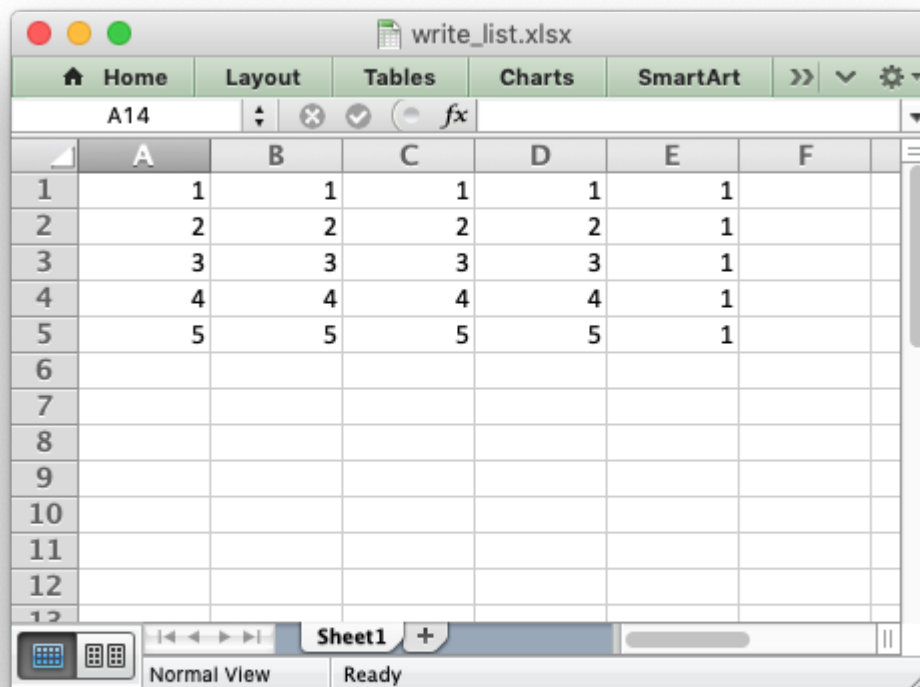 write_list.xlsx
Home Layout Tables Charts SmartArt
A14 fx
A B C D E F
1 1 1 1 1 1
2 2 2 2 2 1
3 3 3 3 3 1
4 4 4 4 4 1
5 5 5 5 5 1
6
7
8
9
10
11
12
13
Sheet1 +
Normal View Ready